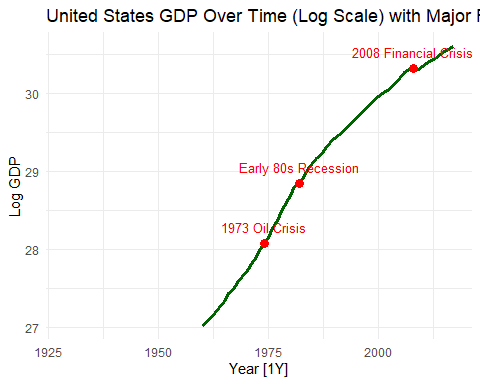 United States GDP Over Time (Log Scale) with Major
2008 Financial Crisis
30
Early 80s Recession
29
Log GDP
1973 Oil Crisis
28
27
1925
1950
1975
2000
Year [1Y]